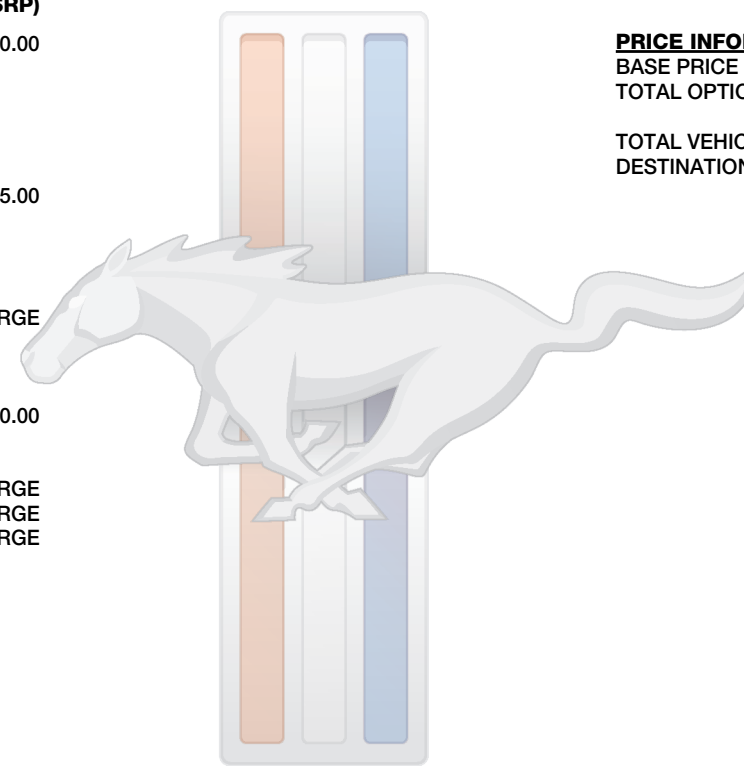 SRP)
0.00
5.00
RGE
0.00
RGE
RGE
RGE
PRICE INFO
BASE PRICE
TOTAL OPTIO
TOTAL VEHIC
DESTINATION